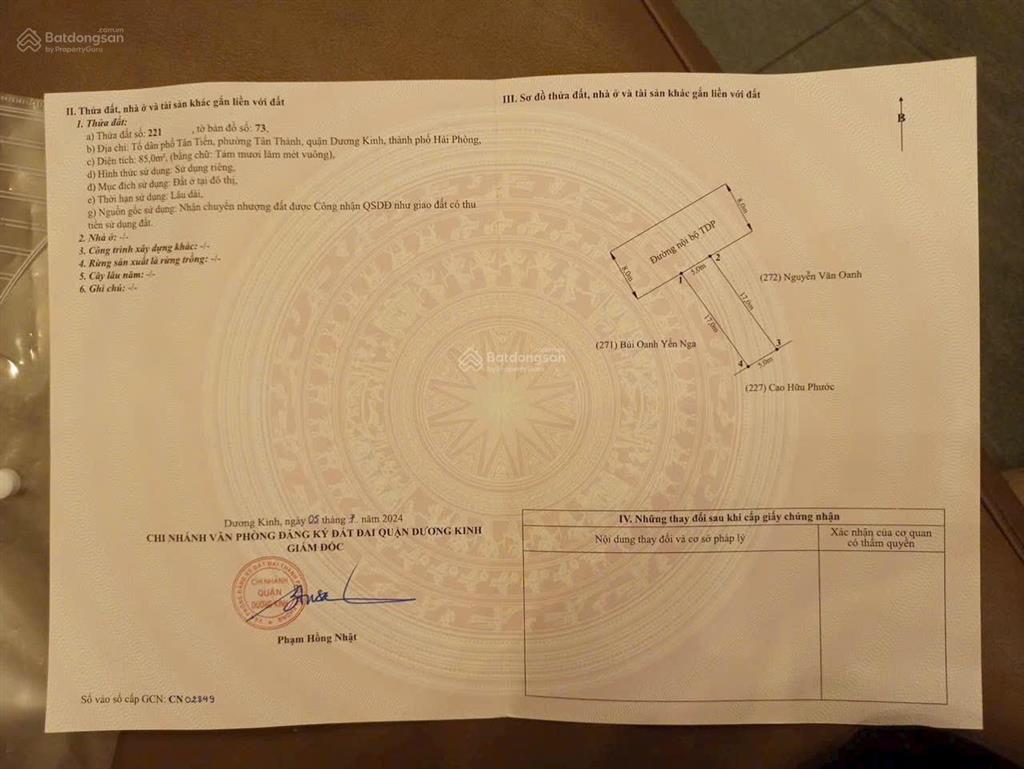 Batdongsan.com.vn
by PropertyGuru
II. Thửa đất, nhà ở và tài sản khác gắn liền với đất
1. Thửa đất:
a) Thửa đất số: 221 , tờ bản đồ số: 73,
b) Địa chỉ: Tổ dân phố Tân Tiến, phường Tân Thành, quận Dương Kinh, thành phố Hải Phòng,
c) Diện tích: 85,0m², (bằng chữ: Tám mươi lăm mét vuông),
d) Hình thức sử dụng: Sử dụng riêng,
đ) Mục đích sử dụng: Đất ở tại đô thị,
e) Thời hạn sử dụng: Lâu dài,
g) Nguồn gốc sử dụng: Nhận chuyển nhượng đất được Công nhận QSDĐ như giao đất có thu
tiền sử dụng đất.
2. Nhà ở: -/-
3. Công trình xây dựng khác: -/-
4. Rừng sản xuất là rừng trồng: -/-
5. Cây lâu năm: -/-
6. Ghi chú: -/-
Dương Kinh, ngày 05 tháng 7 năm 2024
CHI NHÁNH VĂN PHÒNG ĐĂNG KÝ ĐẤT ĐAI QUẬN DƯƠNG KINH
GIÁM ĐỐC
CHI NHÁNH
QUẬN
DƯƠNG KINH
Phạm Hồng Nhật
Số vào sổ cấp GCN: CN 02849
III. Sơ đồ thửa đất, nhà ở và tài sản khác gắn liền với đất
B
8,0m
Đường nội bộ TDP
8,0m
5,0m
1
2
(272) Nguyễn Văn Oanh
17,0m
17,0m
(271) Bùi Oanh Yến Nga
3
4
5,0m
(227) Cao Hữu Phước
Batdongsan.com.vn
by PropertyGuru
IV. Những thay đổi sau khi cấp giấy chứng nhận
Nội dung thay đổi và cơ sở pháp lý
Xác nhận của cơ quan
có thẩm quyền